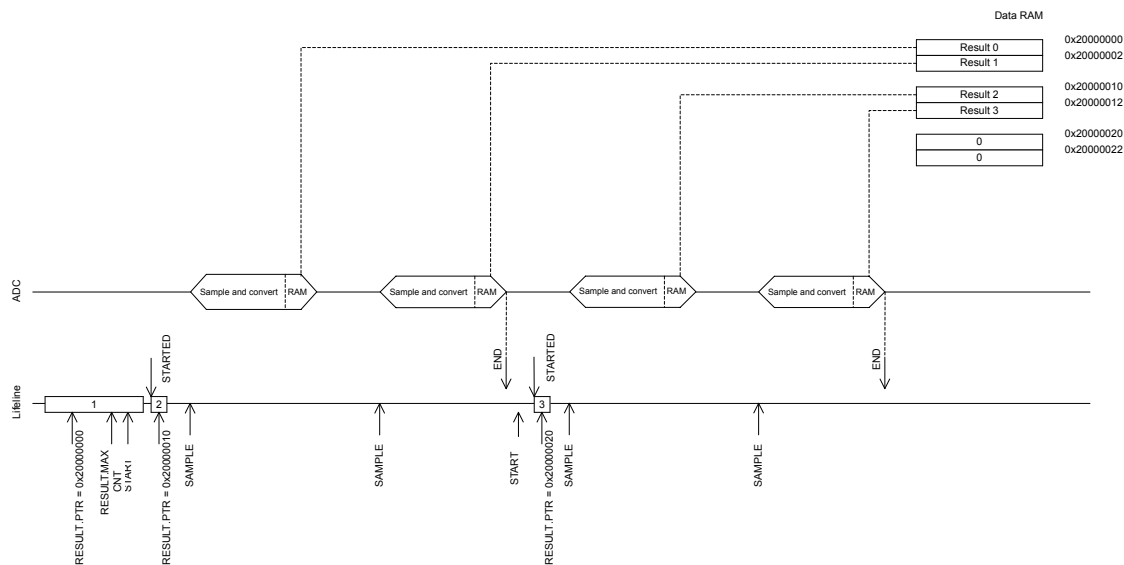 Data RAM
Result 0
0x20000000
Result 1
0x20000002
Result 2
0x20000010
Result 3
0x20000012
0
0x20000020
0
0x20000022
ADC
Sample and convert
RAM
Sample and convert
RAM
Sample and convert
RAM
Sample and convert
RAM
STARTED
END
STARTED
END
Lifeline
1
2
3
RESULT.PTR = 0x20000000
RESULT.MAX
CNT
START
RESULT.PTR = 0x20000010
SAMPLE
SAMPLE
START
RESULT.PTR = 0x20000020
SAMPLE
SAMPLE